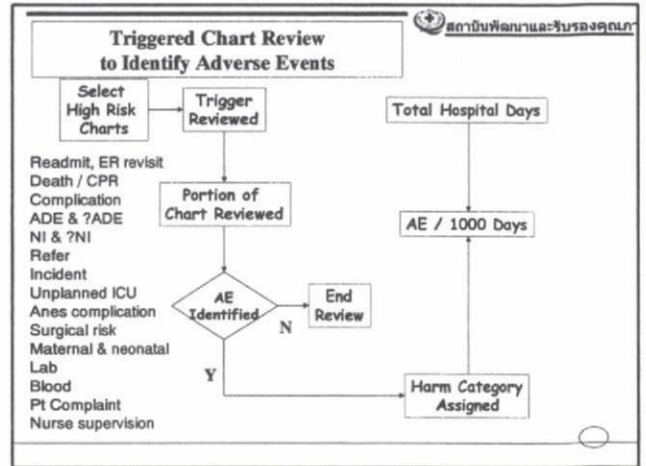 Triggered Chart Review
to Identify Adverse Events
Select
High Risk
Charts
Trigger
Reviewed
Total Hospital Days
Readmit, ER revisit
Death / CPR
Complication
ADE & ?ADE
NI & ?NI
Refer
Incident
Unplanned ICU
Anes complication
Surgical risk
Maternal & neonatal
Lab
Blood
Pt Complaint
Nurse supervision
Portion of
Chart Reviewed
AE / 1000 Days
AE
Identified
N
End
Review
Y
Harm Category
Assigned
สถาบันพัฒนาและรับรองคุณภา